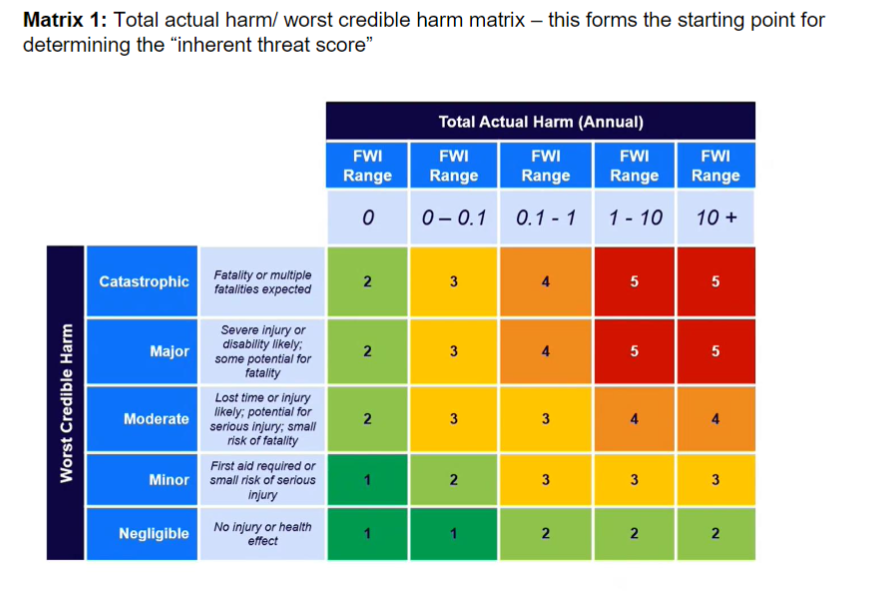 Matrix 1: Total actual harm/ worst credible harm matrix – this forms the starting point for
determining the “inherent threat score”
Total Actual Harm (Annual)
FWI Range FWI Range FWI Range FWI Range FWI Range
0 0 – 0.1 0.1 - 1 1 - 10 10 +
Worst Credible Harm
Catastrophic
Fatality or multiple
fatalities expected
2 3 4 5 5
Major
Severe injury or
disability likely;
some potential for
fatality
2 3 4 5 5
Moderate
Lost time or injury
likely; potential for
serious injury; small
risk of fatality
2 3 3 4 4
Minor
First aid required or
small risk of serious
injury
1 2 3 3 3
Negligible
No injury or health
effect
1 1 2 2 2